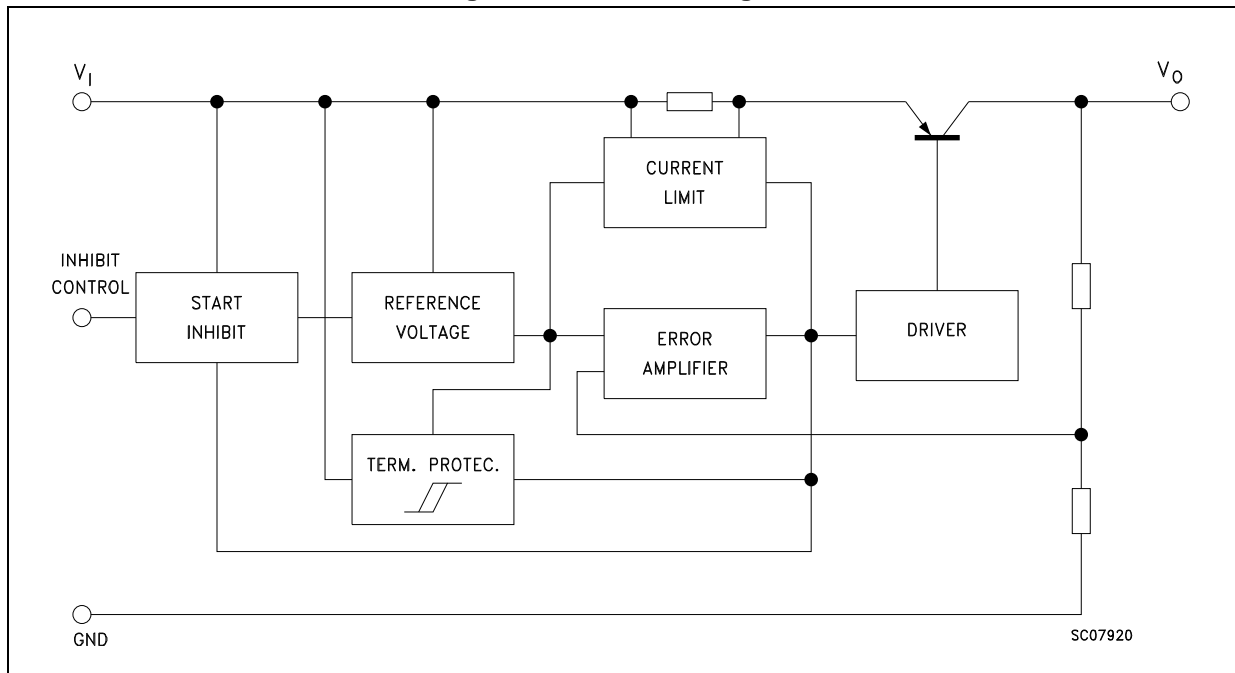 V_I
V_O
CURRENT
LIMIT
INHIBIT
CONTROL
START
INHIBIT
REFERENCE
VOLTAGE
ERROR
AMPLIFIER
DRIVER
TERM. PROTEC.
GND
SC07920